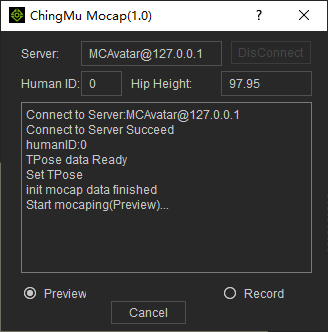 ChingMu Mocap(1.0)
?
Server: MCAvatar@127.0.0.1 DisConnect
Human ID: 0 Hip Height: 97.95
Connect to Server:MCAvatar@127.0.0.1
Connect to Server Succeed
humanID:0
TPose data Ready
Set TPose
init mocap data finished
Start mocaping(Preview)...
Preview Record
Cancel